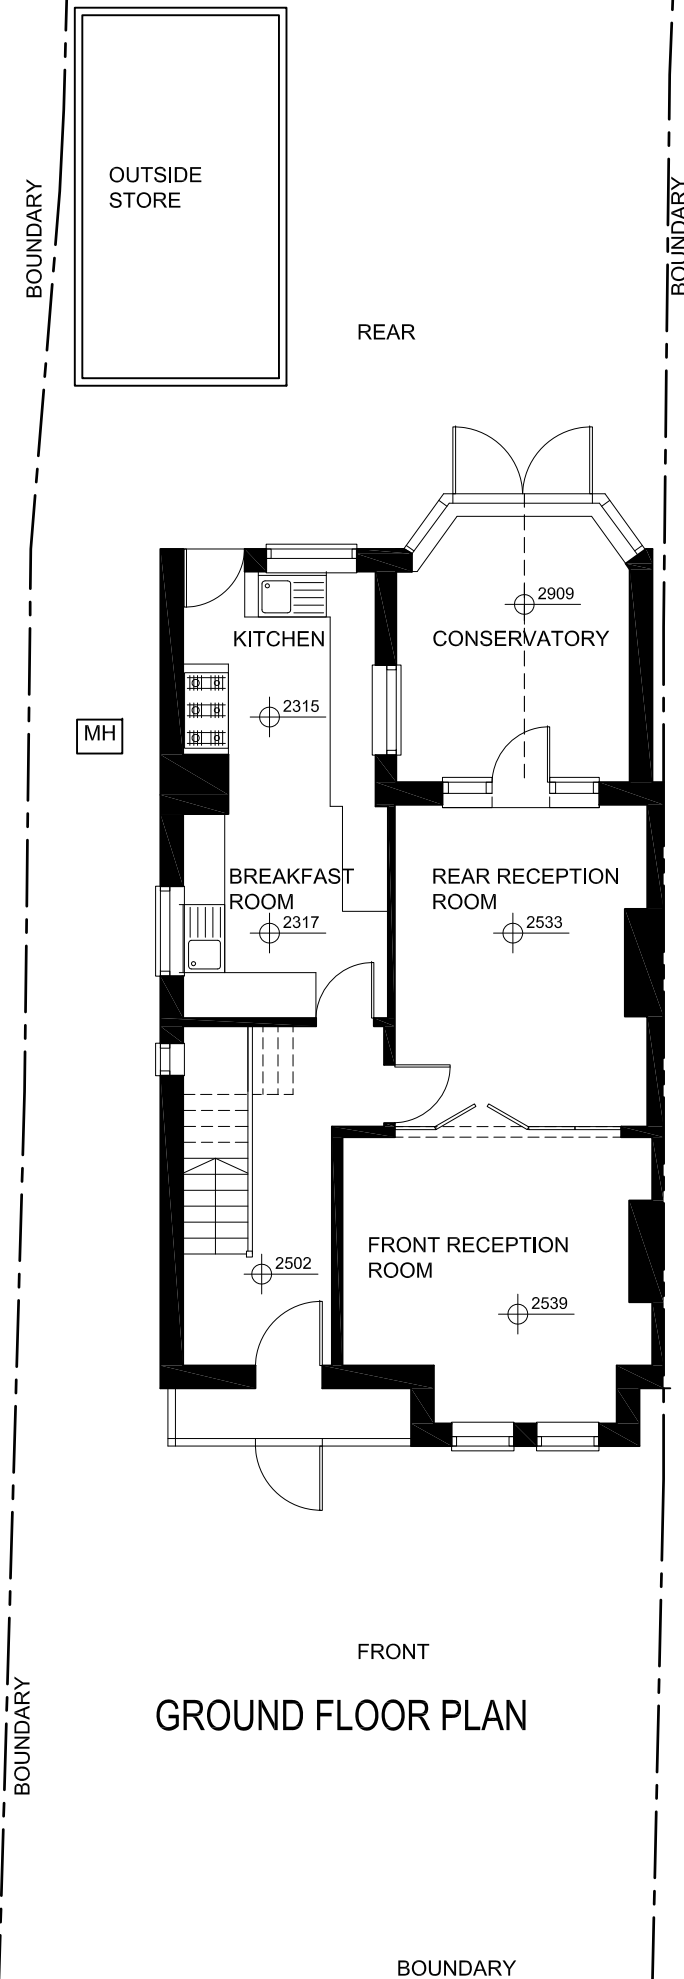 OUTSIDE
STORE
BOUNDARY
BOUNDARY
REAR
2909
KITCHEN
CONSERVATORY
2315
MH
BREAKFAST
ROOM
REAR RECEPTION
ROOM
2317
2533
FRONT RECEPTION
ROOM
2502
2539
FRONT
BOUNDARY
GROUND FLOOR PLAN
BOUNDARY